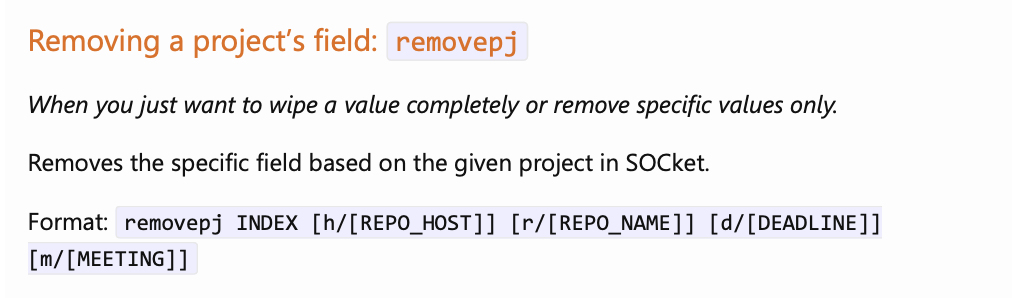 Removing a project’s field: removepj
When you just want to wipe a value completely or remove specific values only.
Removes the specific field based on the given project in SOCket.
Format: removepj INDEX [h/[REPO_HOST]] [r/[REPO_NAME]] [d/[DEADLINE]]
[m/[MEETING]]